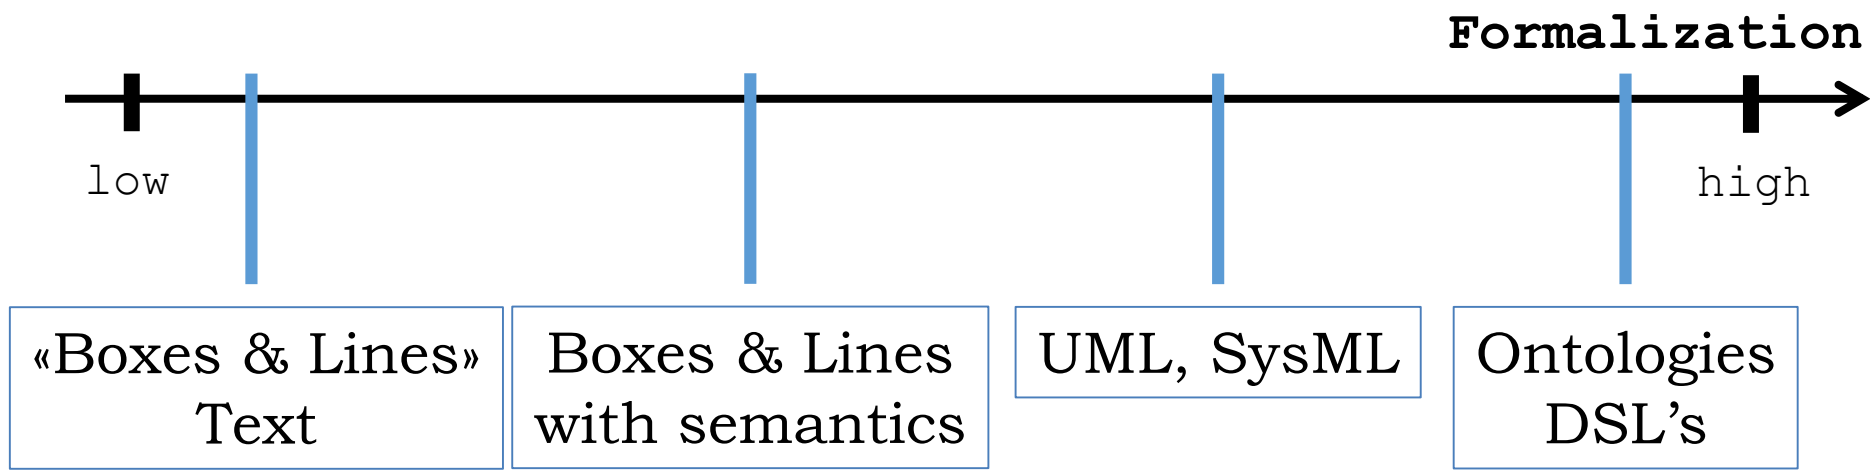 Formalization
low
high
«Boxes & Lines»
Text
Boxes & Lines
with semantics
UML, SysML
Ontologies
DSL’s